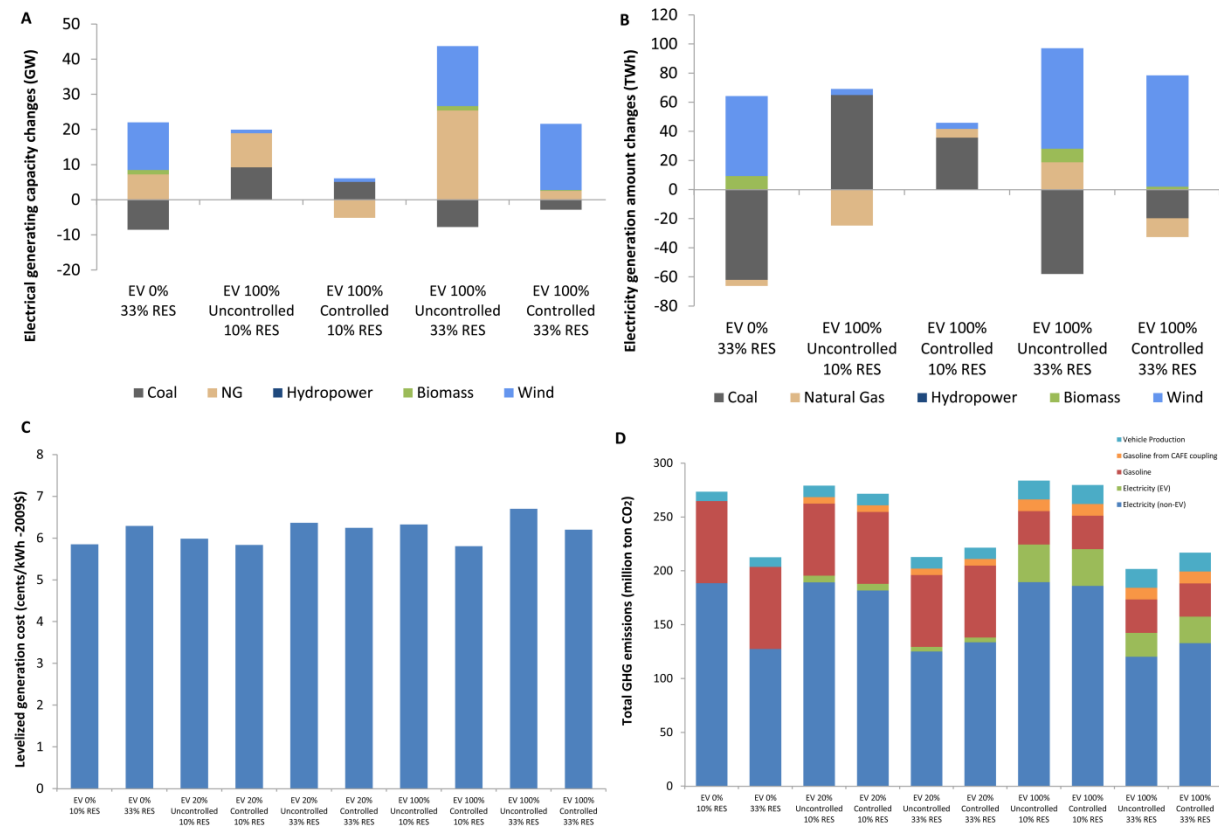 A
Electrical generating capacity changes (GW)
50
40
30
20
10
0
-10
-20
EV 0%
33% RES
EV 100%
Uncontrolled
10% RES
EV 100%
Controlled
10% RES
EV 100%
Uncontrolled
33% RES
EV 100%
Controlled
33% RES
Coal
NG
Hydropower
Biomass
Wind
B
Electricity generation amount changes (TWh)
120
100
80
60
40
20
0
-20
-40
-60
-80
EV 0%
33% RES
EV 100%
Uncontrolled
10% RES
EV 100%
Controlled
10% RES
EV 100%
Uncontrolled
33% RES
EV 100%
Controlled
33% RES
Coal
Natural Gas
Hydropower
Biomass
Wind
C
Levelized generation cost (cents/kWh -2009$)
8
7
6
5
4
3
2
1
0
EV 0%
10% RES
EV 0%
33% RES
EV 20%
Uncontrolled
10% RES
EV 20%
Controlled
10% RES
EV 20%
Uncontrolled
33% RES
EV 20%
Controlled
33% RES
EV 100%
Uncontrolled
10% RES
EV 100%
Controlled
10% RES
EV 100%
Uncontrolled
33% RES
EV 100%
Controlled
33% RES
D
Vehicle Production
Gasoline from CAFE coupling
Gasoline
Electricity (EV)
Electricity (non-EV)
Total GHG emissions (million ton CO₂)
300
250
200
150
100
50
0
EV 0%
10% RES
EV 0%
33% RES
EV 20%
Uncontrolled
10% RES
EV 20%
Controlled
10% RES
EV 20%
Uncontrolled
33% RES
EV 20%
Controlled
33% RES
EV 100%
Uncontrolled
10% RES
EV 100%
Controlled
10% RES
EV 100%
Uncontrolled
33% RES
EV 100%
Controlled
33% RES